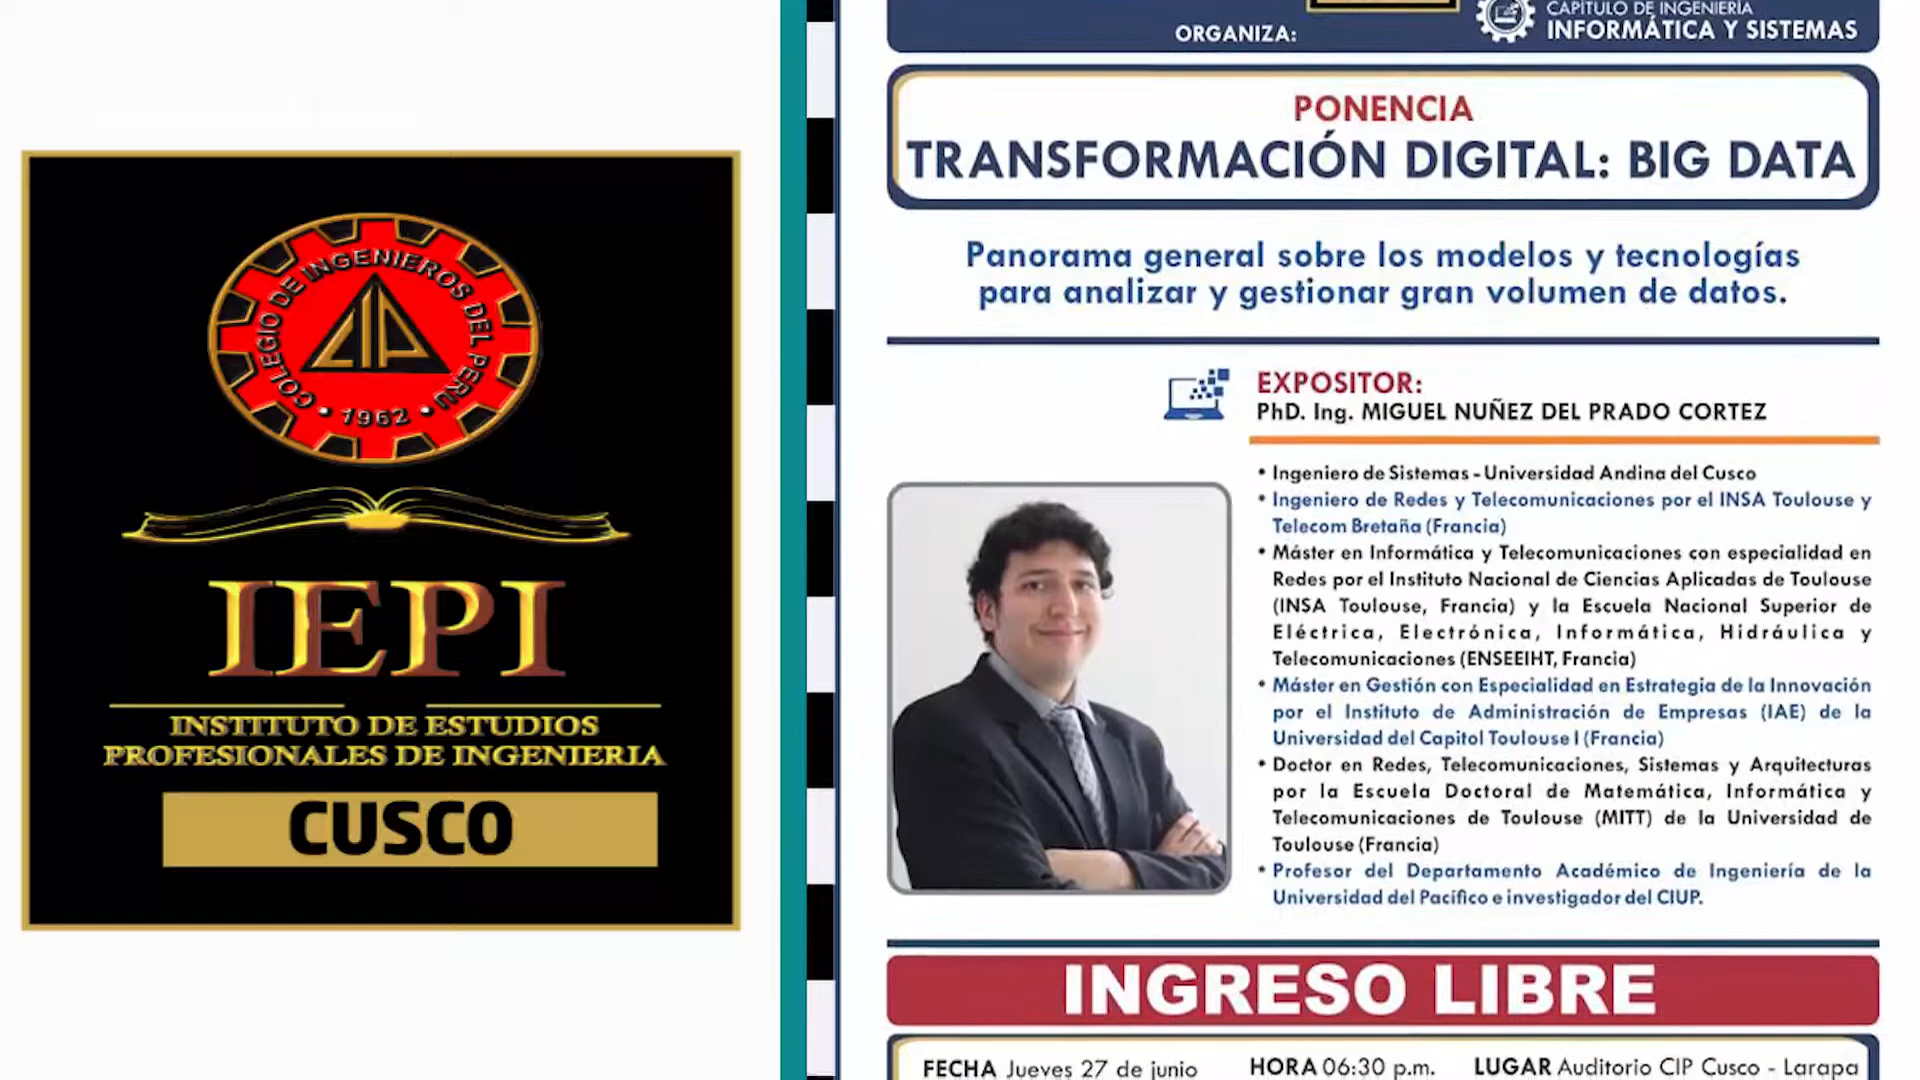 COLEGIO DE INGENIEROS DEL PERU
CIP
• 1962 •
IEPI
INSTITUTO DE ESTUDIOS
PROFESIONALES DE INGENIERIA
CUSCO
ORGANIZA:
CAPÍTULO DE INGENIERÍA
INFORMÁTICA Y SISTEMAS
PONENCIA
TRANSFORMACIÓN DIGITAL: BIG DATA
Panorama general sobre los modelos y tecnologías
para analizar y gestionar gran volumen de datos.
EXPOSITOR:
PhD. Ing. MIGUEL NUÑEZ DEL PRADO CORTEZ
• Ingeniero de Sistemas - Universidad Andina del Cusco
• Ingeniero de Redes y Telecomunicaciones por el INSA Toulouse y
Telecom Bretaña (Francia)
• Máster en Informática y Telecomunicaciones con especialidad en
Redes por el Instituto Nacional de Ciencias Aplicadas de Toulouse
(INSA Toulouse, Francia) y la Escuela Nacional Superior de
Eléctrica, Electrónica, Informática, Hidráulica y
Telecomunicaciones (ENSEEIHT, Francia)
• Máster en Gestión con Especialidad en Estrategia de la Innovación
por el Instituto de Administración de Empresas (IAE) de la
Universidad del Capitol Toulouse I (Francia)
• Doctor en Redes, Telecomunicaciones, Sistemas y Arquitecturas
por la Escuela Doctoral de Matemática, Informática y
Telecomunicaciones de Toulouse (MITT) de la Universidad de
Toulouse (Francia)
• Profesor del Departamento Académico de Ingeniería de la
Universidad del Pacífico e investigador del CIUP.
INGRESO LIBRE
FECHA Jueves 27 de junio
HORA 06:30 p.m.
LUGAR Auditorio CIP Cusco - Larapa